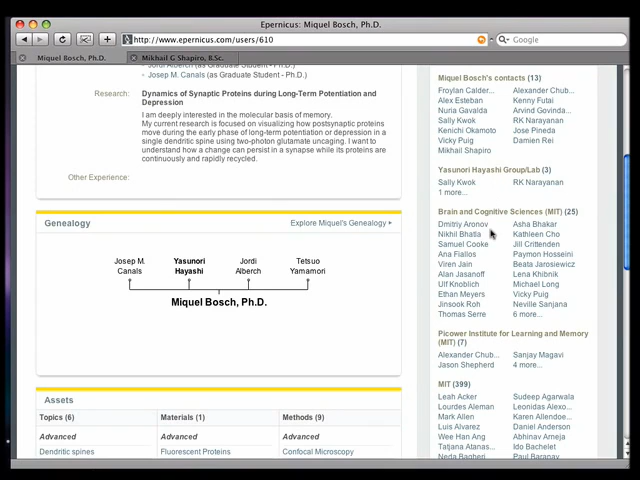 Epernicus: Miquel Bosch, Ph.D.
http://www.epernicus.com/users/610
Google
Miquel Bosch, Ph.D.
Mikhail G Shapiro, B.Sc.
Jordi Alberch (as Graduate Student - Ph.D.)
Josep M. Canals (as Graduate Student - Ph.D.)
Research:
Dynamics of Synaptic Proteins during Long-Term Potentiation and
Depression
I am deeply interested in the molecular basis of memory.
My current research is focused on visualizing how postsynaptic proteins
move during the early phase of long-term potentiation or depression in a
single dendritic spine using two-photon glutamate uncaging. I want to
understand how a change can persist in a synapse while its proteins are
continuously and rapidly recycled.
Other Experience:
Genealogy
Explore Miquel's Genealogy
Josep M.
Canals
Yasunori
Hayashi
Jordi
Alberch
Tetsuo
Yamamori
Miquel Bosch, Ph.D.
Assets
Topics (6) Materials (1) Methods (9)
Advanced Advanced Advanced
Dendritic spines Fluorescent Proteins Confocal Microscopy
Miquel Bosch's contacts (13)
Froylan Calder... Alexander Chub...
Alex Esteban Kenny Futai
Nuria Gavalda Arvind Govinda...
Sally Kwok RK Narayanan
Kenichi Okamoto Jose Pineda
Vicky Puig Damien Rei
Mikhail Shapiro
Yasunori Hayashi Group/Lab (3)
Sally Kwok RK Narayanan
1 more...
Brain and Cognitive Sciences (MIT) (25)
Dmitriy Aronov Asha Bhakar
Nikhil Bhatla Kathleen Cho
Samuel Cooke Jill Crittenden
Ana Fiallos Paymon Hosseini
Viren Jain Beata Jarosiewicz
Alan Jasanoff Lena Khibnik
Ulf Knoblich Michael Long
Ethan Meyers Vicky Puig
Jinsook Roh Neville Sanjana
Thomas Serre 6 more...
Picower Institute for Learning and Memory
(MIT) (7)
Alexander Chub... Sanjay Magavi
Jason Shepherd 4 more...
MIT (399)
Leah Acker Sudeep Agarwala
Lourdes Aleman Leonidas Alexo...
Mark Allen Karen Allendoe...
Luis Alvarez Daniel Anderson
Wee Han Ang Abhinav Arneja
Tatjana Atanas... Ido Bachelet
Neda Bagheri Paul Baranay